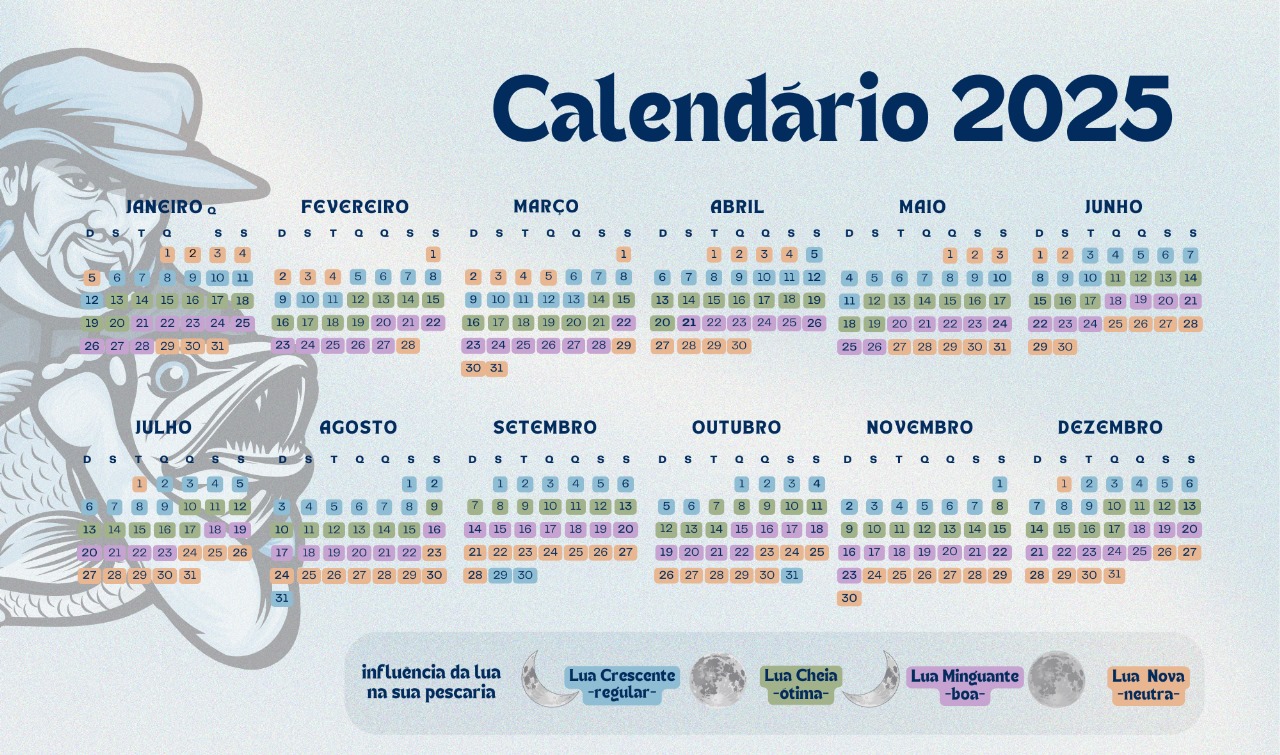 Calendário 2025
JANEIRO Q
D S T Q S S
1 2 3 4
5 6 7 8 9 10 11
12 13 14 15 16 17 18
19 20 21 22 23 24 25
26 27 28 29 30 31
FEVEREIRO
D S T Q Q S S
1
2 3 4 5 6 7 8
9 10 11 12 13 14 15
16 17 18 19 20 21 22
23 24 25 26 27 28
MARÇO
D S T Q Q S S
1
2 3 4 5 6 7 8
9 10 11 12 13 14 15
16 17 18 19 20 21 22
23 24 25 26 27 28 29
30 31
ABRIL
D S T Q Q S S
1 2 3 4 5
6 7 8 9 10 11 12
13 14 15 16 17 18 19
20 21 22 23 24 25 26
27 28 29 30
MAIO
D S T Q Q S S
1 2 3
4 5 6 7 8 9 10
11 12 13 14 15 16 17
18 19 20 21 22 23 24
25 26 27 28 29 30 31
JUNHO
D S T Q Q S S
1 2 3 4 5 6 7
8 9 10 11 12 13 14
15 16 17 18 19 20 21
22 23 24 25 26 27 28
29 30
JULHO
D S T Q Q S S
1 2 3 4 5
6 7 8 9 10 11 12
13 14 15 16 17 18 19
20 21 22 23 24 25 26
27 28 29 30 31
AGOSTO
D S T Q Q S S
1 2
3 4 5 6 7 8 9
10 11 12 13 14 15 16
17 18 19 20 21 22 23
24 25 26 27 28 29 30
31
SETEMBRO
D S T Q Q S S
1 2 3 4 5 6
7 8 9 10 11 12 13
14 15 16 17 18 19 20
21 22 23 24 25 26 27
28 29 30
OUTUBRO
D S T Q Q S S
1 2 3 4
5 6 7 8 9 10 11
12 13 14 15 16 17 18
19 20 21 22 23 24 25
26 27 28 29 30 31
NOVEMBRO
D S T Q Q S S
1
2 3 4 5 6 7 8
9 10 11 12 13 14 15
16 17 18 19 20 21 22
23 24 25 26 27 28 29
30
DEZEMBRO
D S T Q Q S S
1 2 3 4 5 6
7 8 9 10 11 12 13
14 15 16 17 18 19 20
21 22 23 24 25 26 27
28 29 30 31
influência da lua
na sua pescaria
Lua Crescente
-regular-
Lua Cheia
-otima-
Lua Minguante
-boa-
Lua Nova
-neutra-